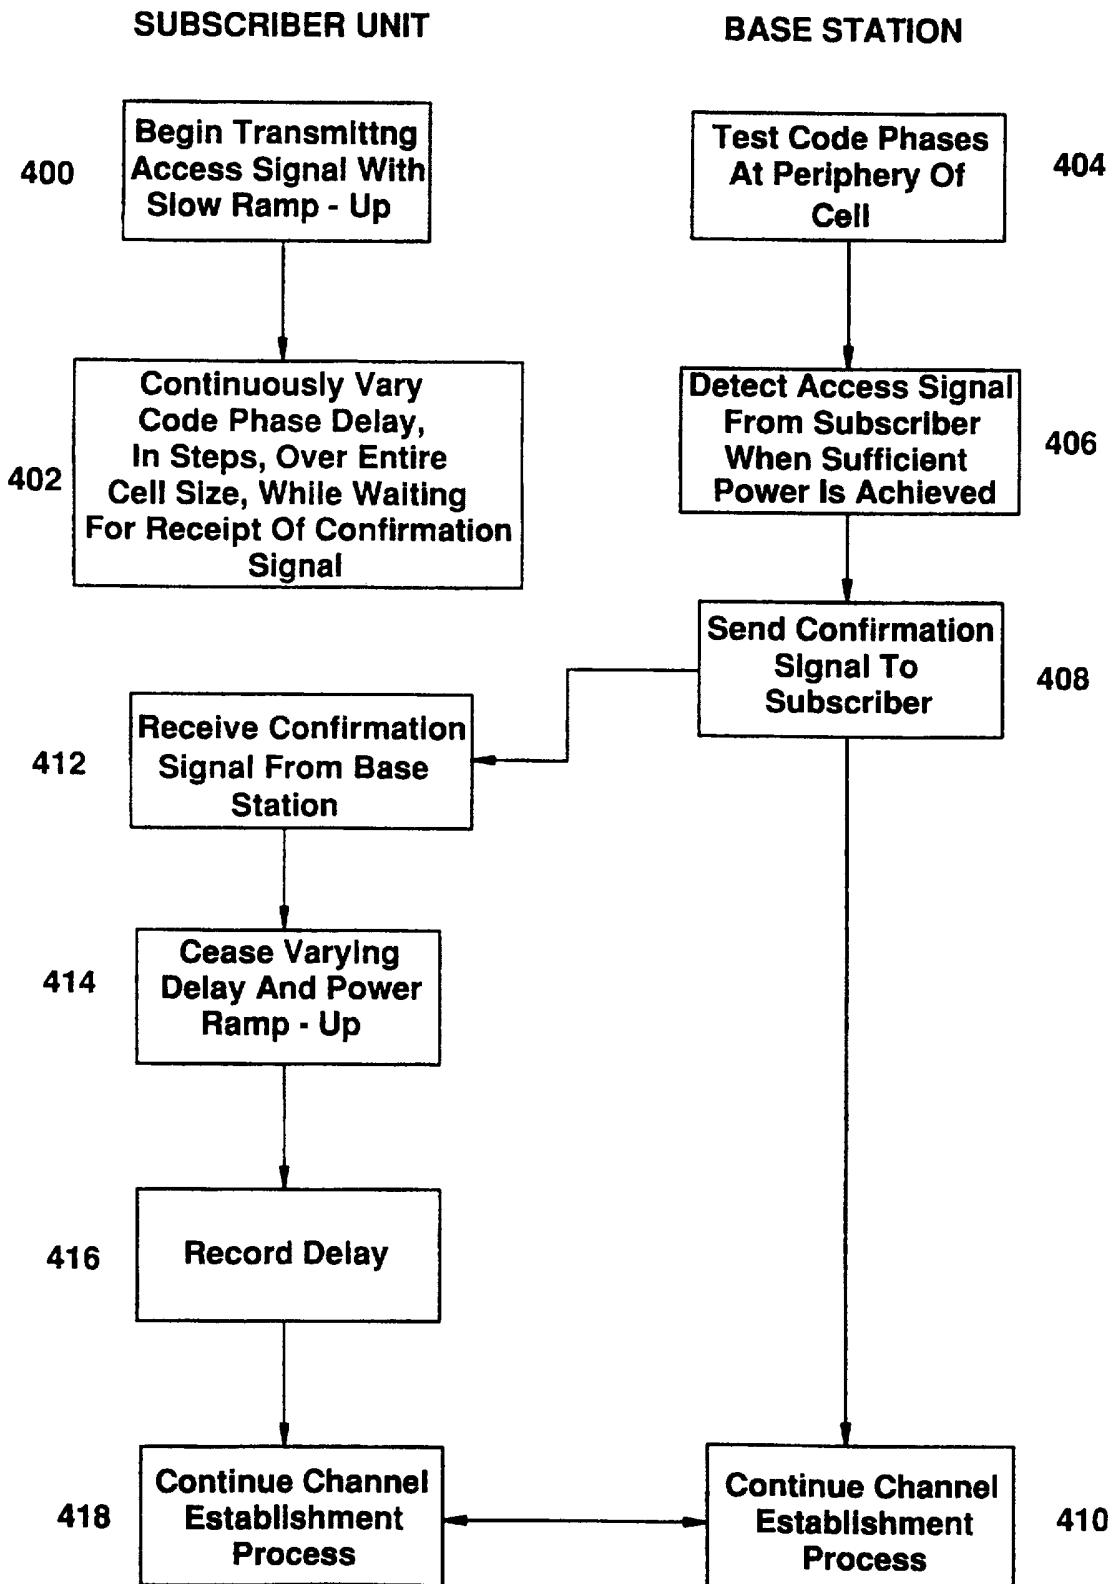 SUBSCRIBER UNIT
BASE STATION
400
Begin Transmittng
Access Signal With
Slow Ramp - Up
Test Code Phases
At Periphery Of
Cell
404
402
Continuously Vary
Code Phase Delay,
In Steps, Over Entire
Cell Size, While Waiting
For Receipt Of Confirmation
Signal
Detect Access Signal
From Subscriber
When Sufficient
Power Is Achieved
406
Send Confirmation
Signal To
Subscriber
408
412
Receive Confirmation
Signal From Base
Station
414
Cease Varying
Delay And Power
Ramp - Up
416
Record Delay
418
Continue Channel
Establishment
Process
Continue Channel
Establishment
Process
410